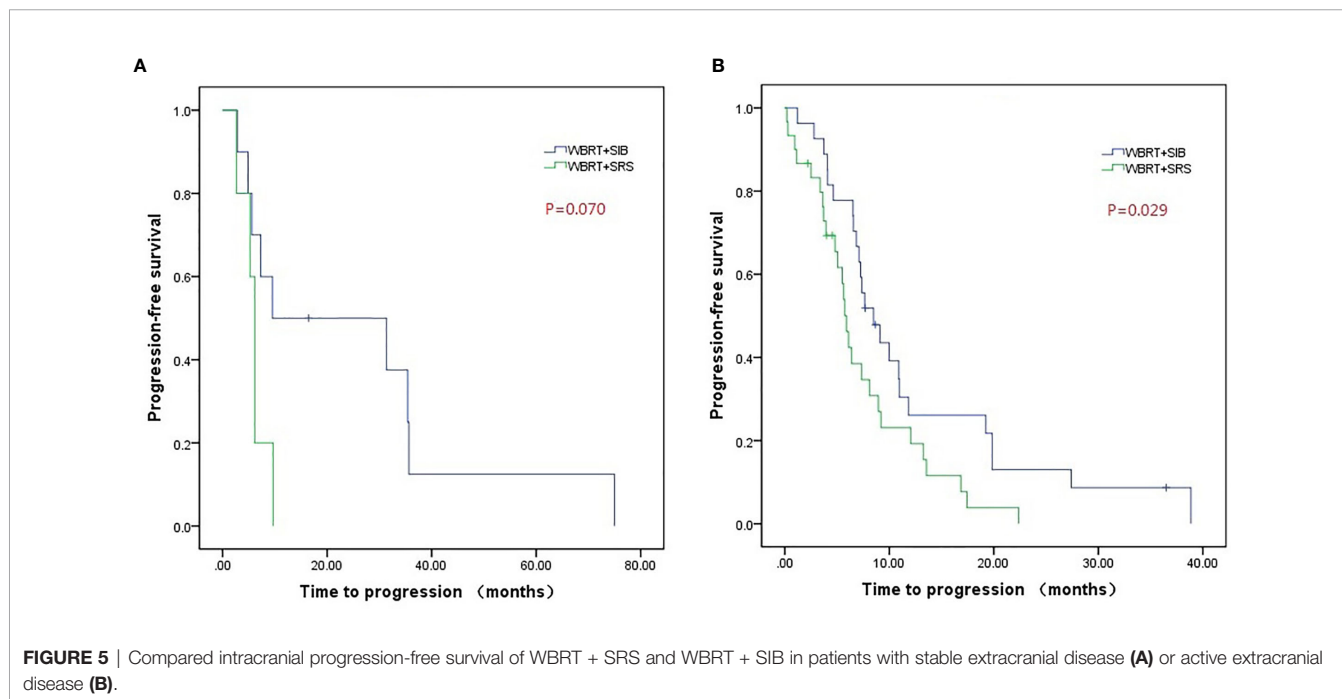 A
1.0
0.8
0.6
0.4
0.2
0.0
Progression-free survival
WBRT+SIB
WBRT+SRS
P=0.070
.00 20.00 40.00 60.00 80.00
Time to progression （months）
B
1.0
0.8
0.6
0.4
0.2
0.0
Progression-free survival
WBRT+SIB
WBRT+SRS
P=0.029
.00 10.00 20.00 30.00 40.00
Time to progression （months）
FIGURE 5 | Compared intracranial progression-free survival of WBRT + SRS and WBRT + SIB in patients with stable extracranial disease (A) or active extracranial
disease (B).